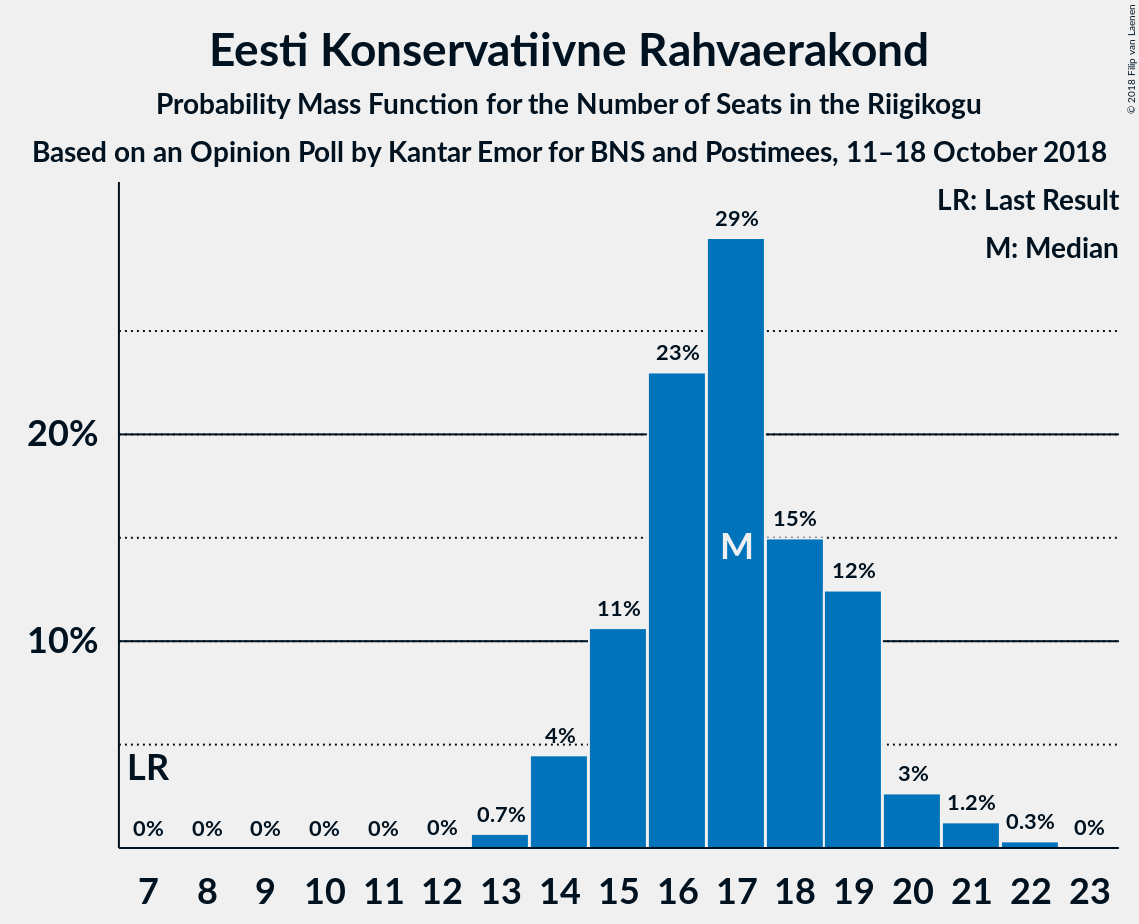 Eesti Konservatiivne Rahvaerakond
Probability Mass Function for the Number of Seats in the Riigikogu
Based on an Opinion Poll by Kantar Emor for BNS and Postimees, 11–18 October 2018
© 2018 Filip van Laenen
LR: Last Result
M: Median
29%
23%
20%
15%
M
12%
11%
10%
4%
LR
3%
1.2%
0.7%
0.3%
0% 0% 0% 0% 0% 0% 0%
7 8 9 10 11 12 13 14 15 16 17 18 19 20 21 22 23